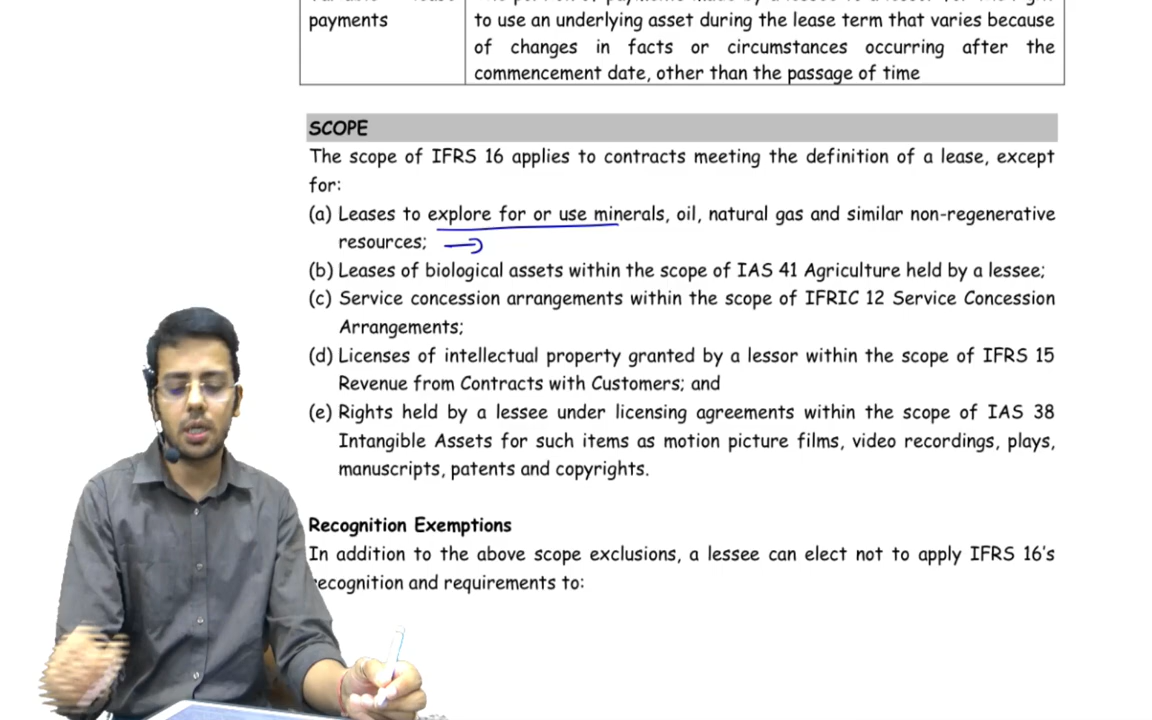 payments
to use an underlying asset during the lease term that varies because
of changes in facts or circumstances occurring after the
commencement date, other than the passage of time
SCOPE
The scope of IFRS 16 applies to contracts meeting the definition of a lease, except
for:
(a) Leases to explore for or use minerals, oil, natural gas and similar non-regenerative
resources;
(b) Leases of biological assets within the scope of IAS 41 Agriculture held by a lessee;
(c) Service concession arrangements within the scope of IFRIC 12 Service Concession
Arrangements;
(d) Licenses of intellectual property granted by a lessor within the scope of IFRS 15
Revenue from Contracts with Customers; and
(e) Rights held by a lessee under licensing agreements within the scope of IAS 38
Intangible Assets for such items as motion picture films, video recordings, plays,
manuscripts, patents and copyrights.
Recognition Exemptions
In addition to the above scope exclusions, a lessee can elect not to apply IFRS 16's
recognition and requirements to: